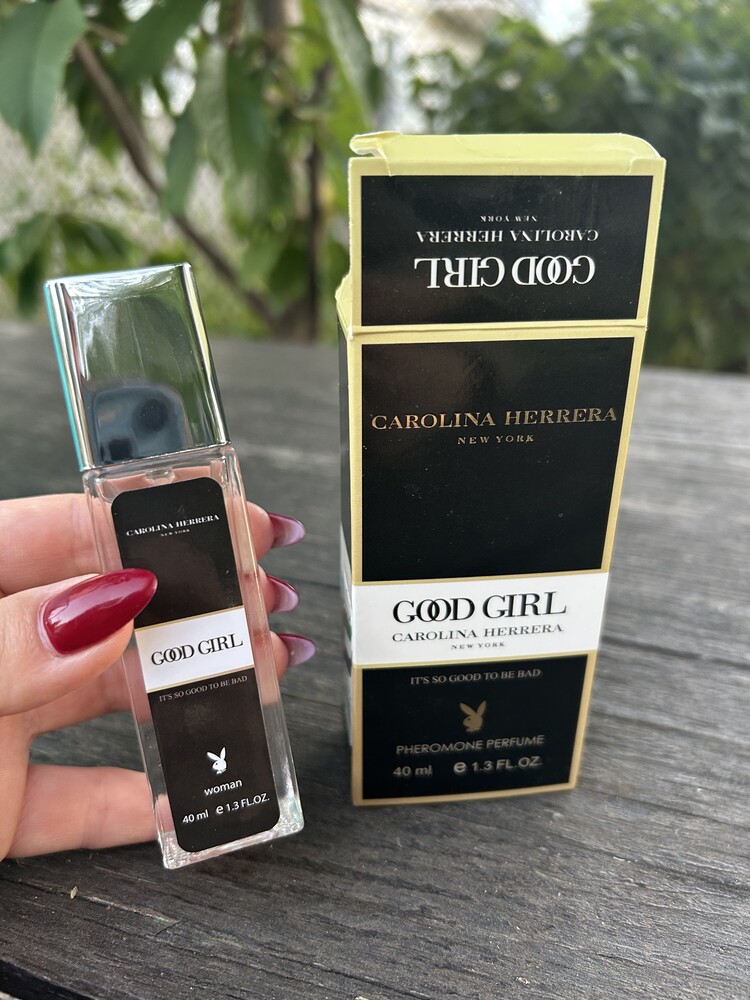 CAROLINA HERRERA
NEW YORK
GOOD GIRL
IT'S SO GOOD TO BE BAD
woman
40 ml e 1.3 FL.OZ.
GOOD GIRL
CAROLINA HERRERA
NEW YORK
CAROLINA HERRERA
NEW YORK
GOOD GIRL
CAROLINA HERRERA
NEW YORK
IT'S SO GOOD TO BE BAD
PHEROMONE PERFUME
40 ml e 1.3 FL.OZ.